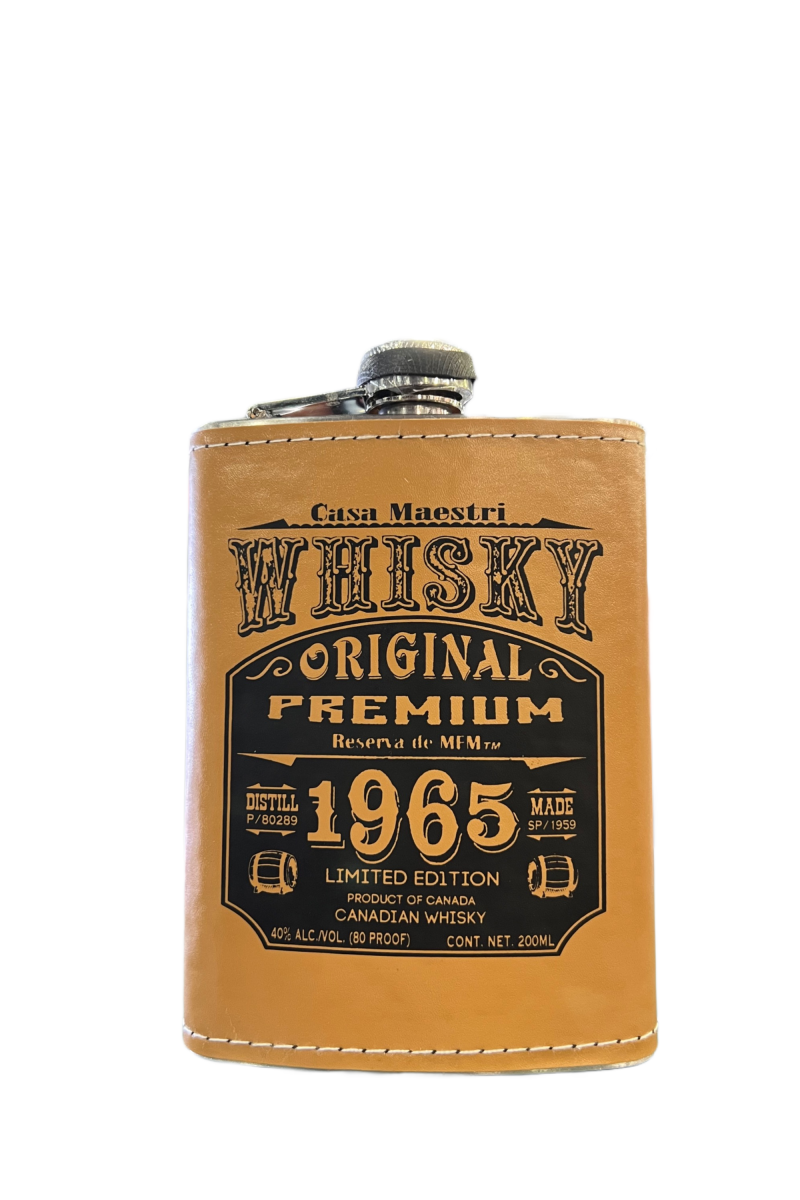 Casa Maestri
WHISKY
ORIGINAL
PREMIUM
Reserva de MFM™
DISTILL
P/80289
1965
MADE
SP/1959
LIMITED EDITION
PRODUCT OF CANADA
CANADIAN WHISKY
40% ALC./VOL. (80 PROOF) CONT. NET. 200ML